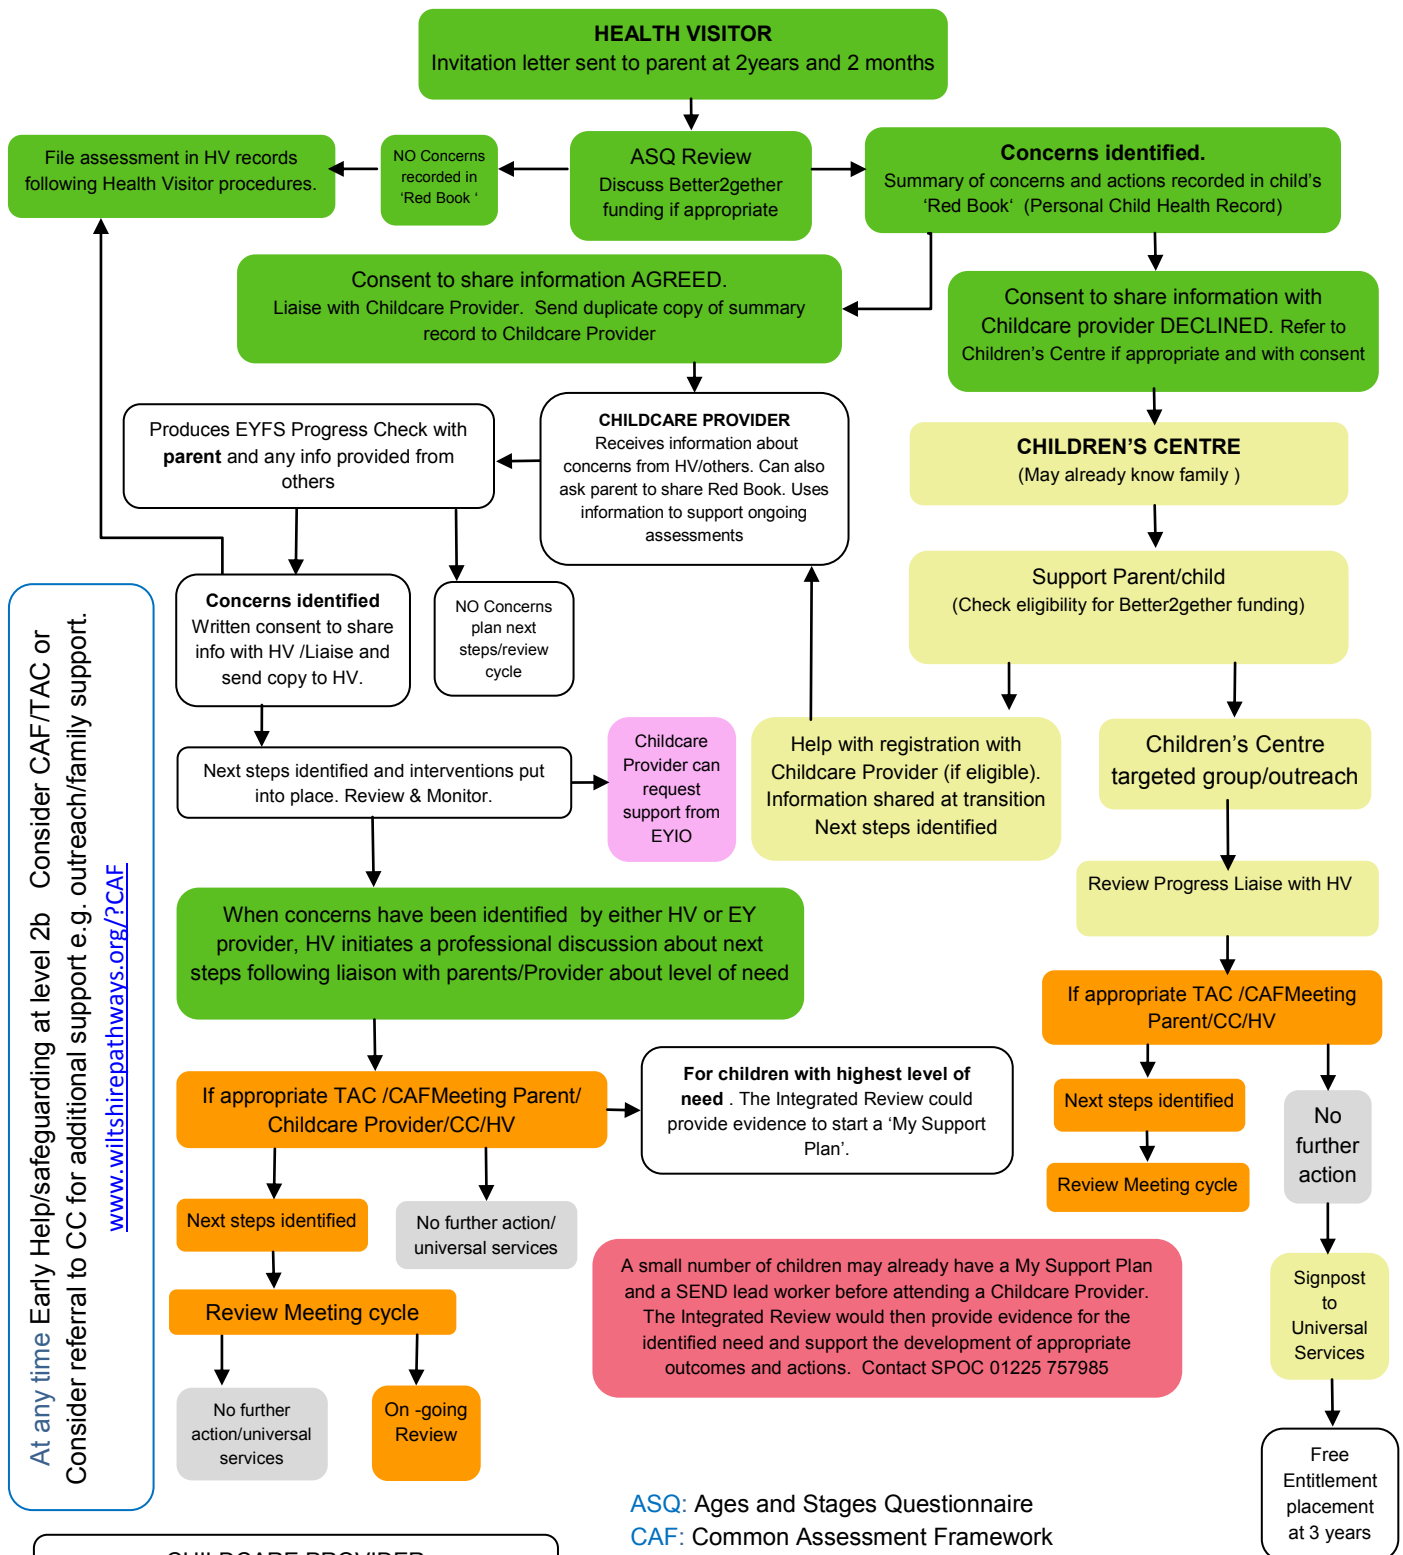 HEALTH VISITOR
Invitation letter sent to parent at 2years and 2 months
File assessment in HV records
following Health Visitor procedures.
NO Concerns
recorded in
'Red Book '
ASQ Review
Discuss Better2gether
funding if appropriate
Concerns identified.
Summary of concerns and actions recorded in child's
'Red Book' (Personal Child Health Record)
Consent to share information AGREED.
Liaise with Childcare Provider. Send duplicate copy of summary
record to Childcare Provider
Consent to share information with
Childcare provider DECLINED. Refer to
Children's Centre if appropriate and with consent
Produces EYFS Progress Check with
parent and any info provided from
others
CHILDCARE PROVIDER
Receives information about
concerns from HV/others. Can also
ask parent to share Red Book. Uses
information to support ongoing
assessments
CHILDREN'S CENTRE
(May already know family )
Concerns identified
Written consent to share
info with HV /Liaise and
send copy to HV.
NO Concerns
plan next
steps/review
cycle
Support Parent/child
(Check eligibility for Better2gether funding)
Next steps identified and interventions put
into place. Review & Monitor.
Childcare
Provider can
request
support from
EYIO
Help with registration with
Childcare Provider (if eligible).
Information shared at transition
Next steps identified
Children's Centre
targeted group/outreach
Review Progress Liaise with HV
When concerns have been identified by either HV or EY
provider, HV initiates a professional discussion about next
steps following liaison with parents/Provider about level of need
If appropriate TAC /CAFMeeting
Parent/CC/HV
If appropriate TAC /CAFMeeting Parent/
Childcare Provider/CC/HV
For children with highest level of
need . The Integrated Review could
provide evidence to start a 'My Support
Plan'.
Next steps identified
No
further
action
Review Meeting cycle
Next steps identified
No further action/
universal services
A small number of children may already have a My Support Plan
and a SEND lead worker before attending a Childcare Provider.
The Integrated Review would then provide evidence for the
identified need and support the development of appropriate
outcomes and actions. Contact SPOC 01225 757985
Signpost
to
Universal
Services
Review Meeting cycle
No further
action/universal
services
On -going
Review
Free
Entitlement
placement
at 3 years
At any time Early Help/safeguarding at level 2b Consider CAF/TAC or
Consider referral to CC for additional support e.g. outreach/family support.
www.wiltshirepathways.org/?CAF
ASQ: Ages and Stages Questionnaire
CAF: Common Assessment Framework
CHILDCARE PROVIDER